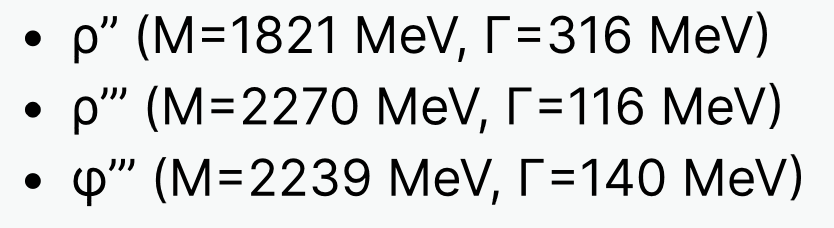 • ρ’’ (M=1821 MeV, Γ=316 MeV)
• ρ’’’ (M=2270 MeV, Γ=116 MeV)
• φ’’’ (M=2239 MeV, Γ=140 MeV)